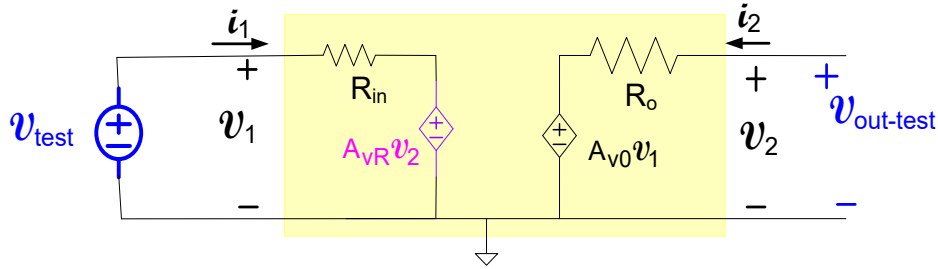 i1
i2
+
Rin
Ro
+
+
vtest
+
−
v1
AvRv2
+
−
Av0v1
+
−
v2
vout-test
−
−
−